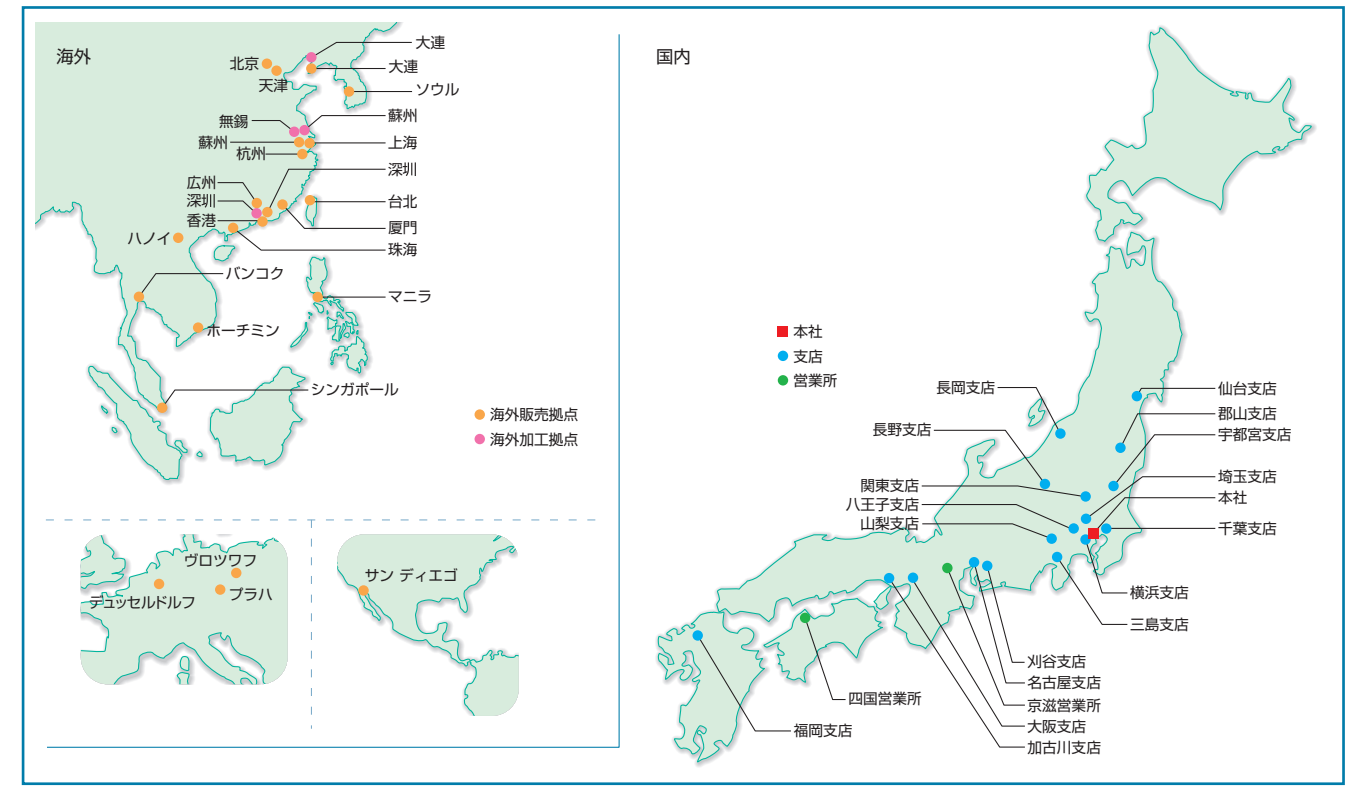 海外
大連
北京
大連
天津
ソウル
蘇州
無錫
蘇州
上海
杭州
深圳
広州
深圳
台北
香港
厦門
ハノイ
珠海
バンコク
マニラ
ホーチミン
シンガポール
海外販売拠点
海外加工拠点
ヴロツワフ
デュッセルドルフ
プラハ
サン ディエゴ
国内
本社
支店
営業所
長岡支店
仙台支店
郡山支店
長野支店
宇都宮支店
埼玉支店
関東支店
本社
八王子支店
山梨支店
千葉支店
横浜支店
三島支店
刈谷支店
名古屋支店
四国営業所
京滋営業所
大阪支店
福岡支店
加古川支店